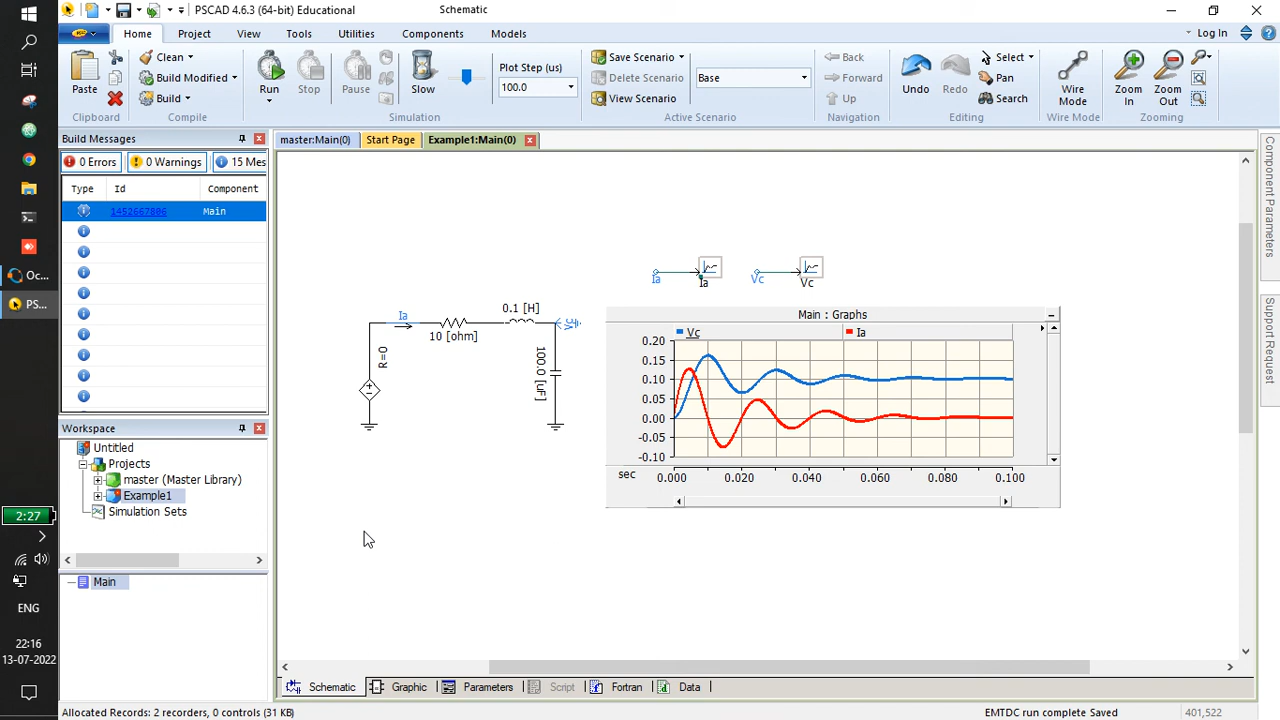 PSCAD 4.6.3 (64-bit) Educational
Schematic
Home
Project
View
Tools
Utilities
Components
Models
Log In
Paste
Clean
Build Modified
Build
Run
Stop
Pause
Slow
Plot Step (us)
100.0
Save Scenario
Delete Scenario
View Scenario
Base
Back
Forward
Up
Undo
Redo
Select
Pan
Search
Wire
Mode
Zoom
In
Zoom
Out
Clipboard
Compile
Simulation
Active Scenario
Navigation
Editing
Wire Mode
Zooming
Build Messages
0 Errors
0 Warnings
15 Mes
Type
Id
Component
1452667806
Main
Workspace
Untitled
Projects
master (Master Library)
Example1
Simulation Sets
Main
master:Main(0)
Start Page
Example1:Main(0)
Ia
Ia
Vc
Vc
Ia
0.1 [H]
10 [ohm]
R=0
100.0 [uF]
Vc
Main : Graphs
Vc
Ia
0.20
0.15
0.10
0.05
0.00
-0.05
-0.10
sec
0.000
0.020
0.040
0.060
0.080
0.100
Component Parameters
Output Support
Schematic
Graphic
Parameters
Script
Fortran
Data
Allocated Records: 2 recorders, 0 controls (31 KB)
EMTDC run complete Saved
401,522
Oc...
PS...
2:27
ENG
22:16
13-07-2022